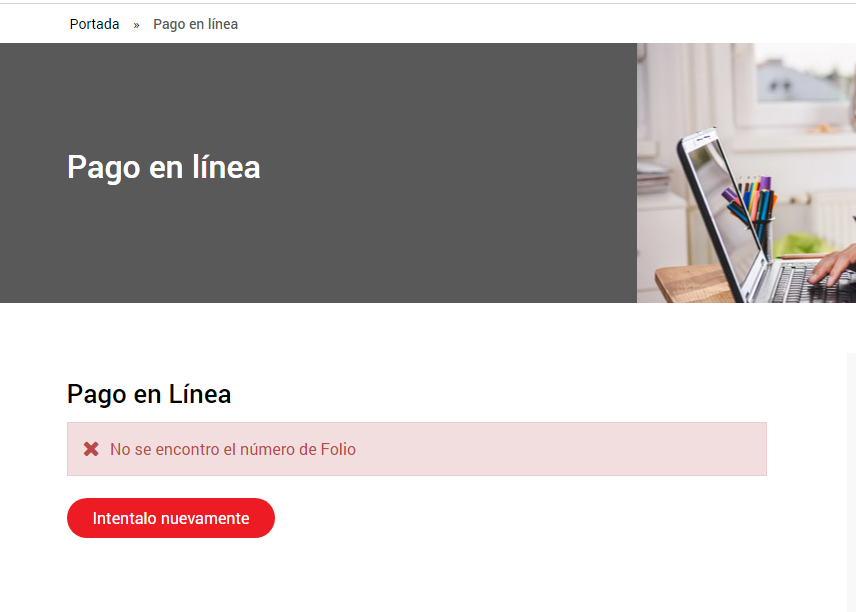 Portada » Pago en línea
Pago en línea
Pago en Línea
No se encontro el número de Folio
Intentalo nuevamente